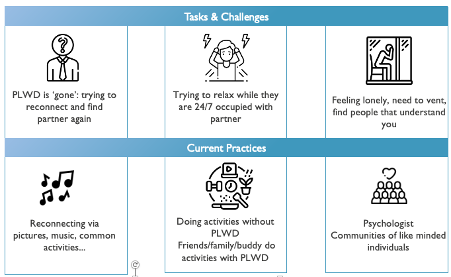 Tasks & Challenges
PLWD is ‘gone’: trying to
reconnect and find
partner again
Trying to relax while they
are 24/7 occupied with
partner
Feeling lonely, need to vent,
find people that understand
you
Current Practices
Reconnecting via
pictures, music, common
activities...
Doing activities without
PLWD
Friends/family/buddy do
activities with PLWD
Psychologist
Communities of like minded
individuals